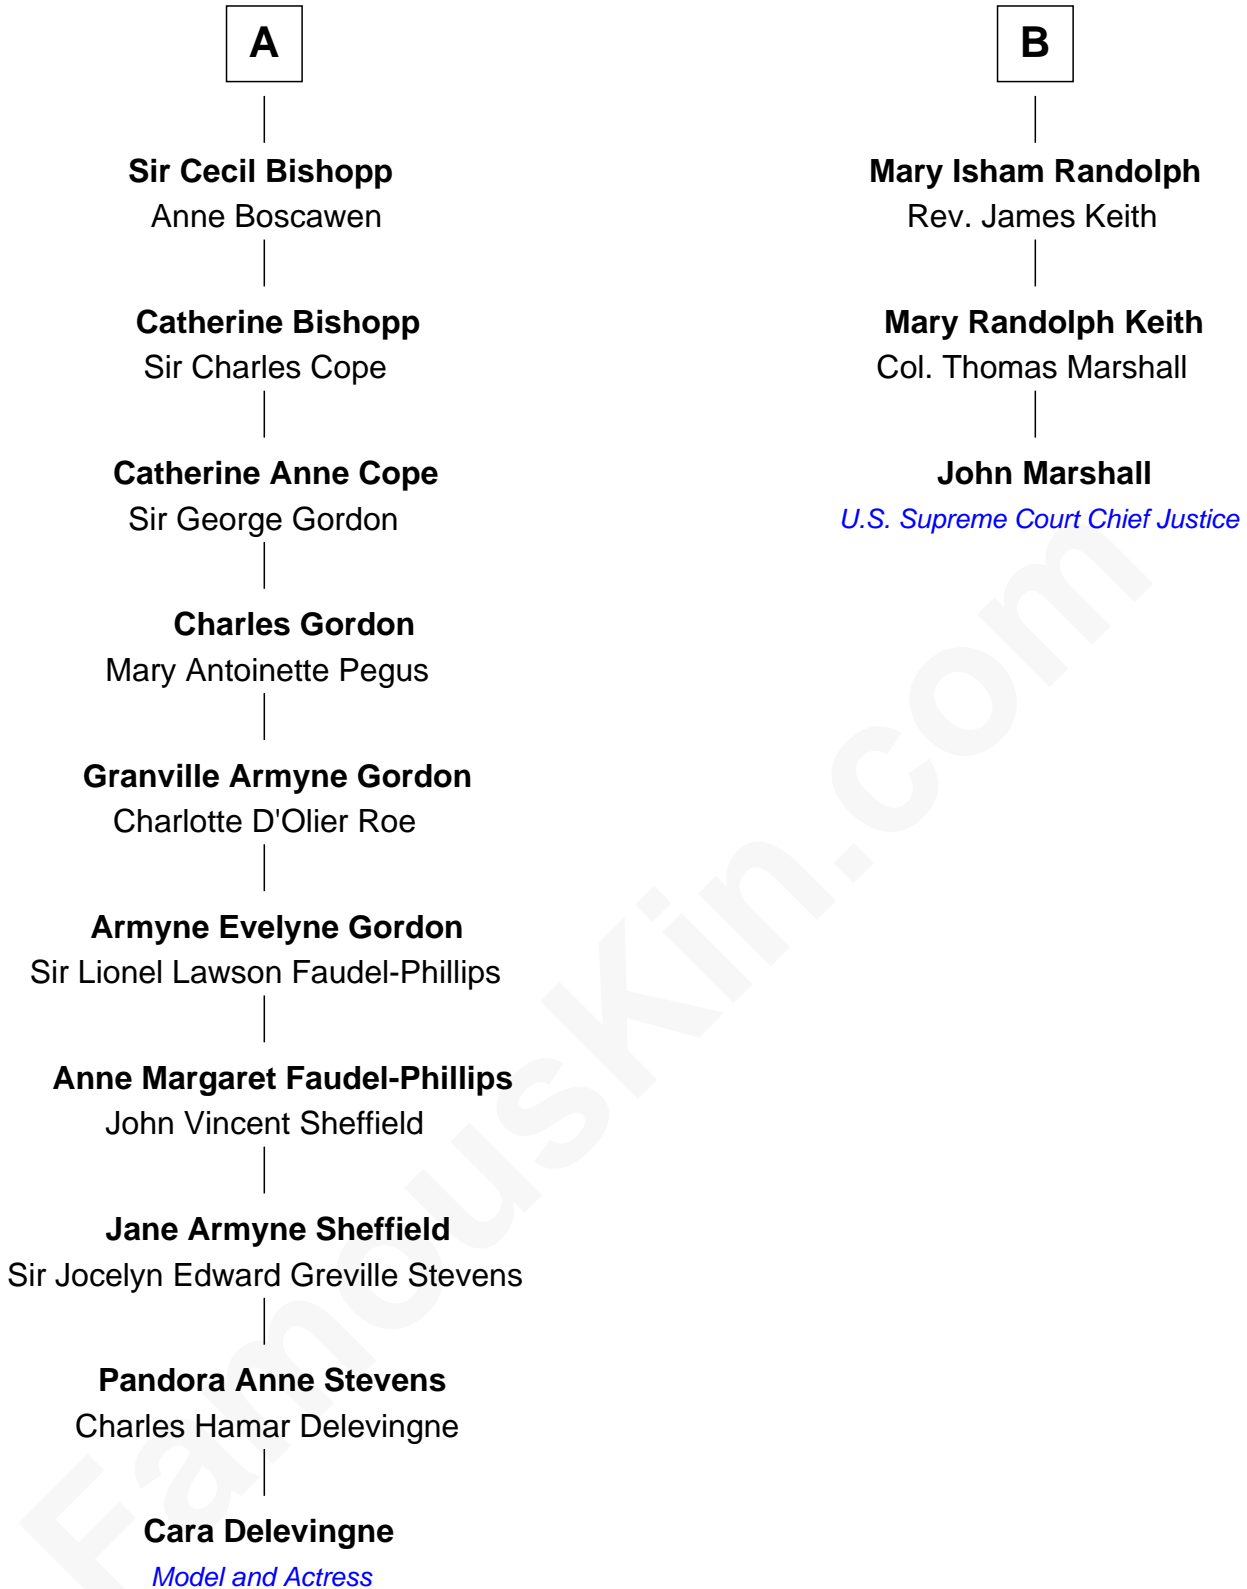 A
Sir Cecil Bishopp
Anne Boscawen
Catherine Bishopp
Sir Charles Cope
Catherine Anne Cope
Sir George Gordon
Charles Gordon
Mary Antoinette Pegus
Granville Armyne Gordon
Charlotte D'Olier Roe
Armyne Evelyne Gordon
Sir Lionel Lawson Faudel-Phillips
Anne Margaret Faudel-Phillips
John Vincent Sheffield
Jane Armyne Sheffield
Sir Jocelyn Edward Greville Stevens
Pandora Anne Stevens
Charles Hamar Delevingne
Cara Delevingne
Model and Actress
B
Mary Isham Randolph
Rev. James Keith
Mary Randolph Keith
Col. Thomas Marshall
John Marshall
U.S. Supreme Court Chief Justice
FamousKin.com